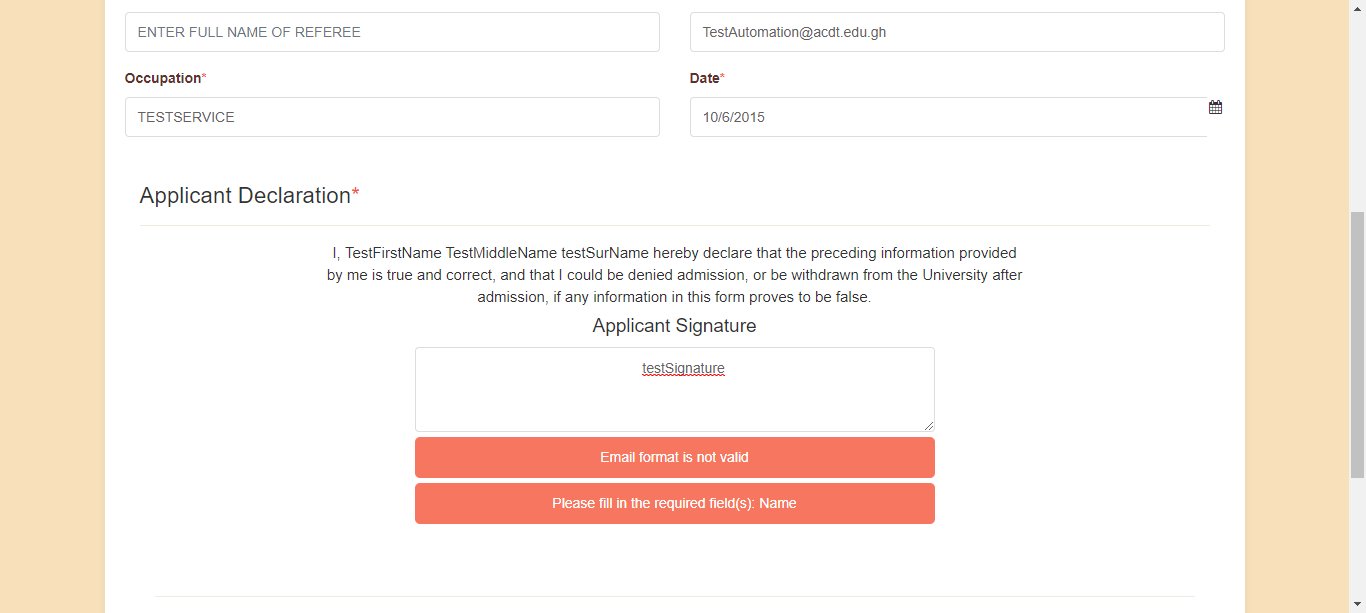 ENTER FULL NAME OF REFEREE
TestAutomation@acdt.edu.gh
Occupation*
Date*
TESTSERVICE
10/6/2015
Applicant Declaration*
I, TestFirstName TestMiddleName testSurName hereby declare that the preceding information provided
by me is true and correct, and that I could be denied admission, or be withdrawn from the University after
admission, if any information in this form proves to be false.
Applicant Signature
testSignature
Email format is not valid
Please fill in the required field(s): Name